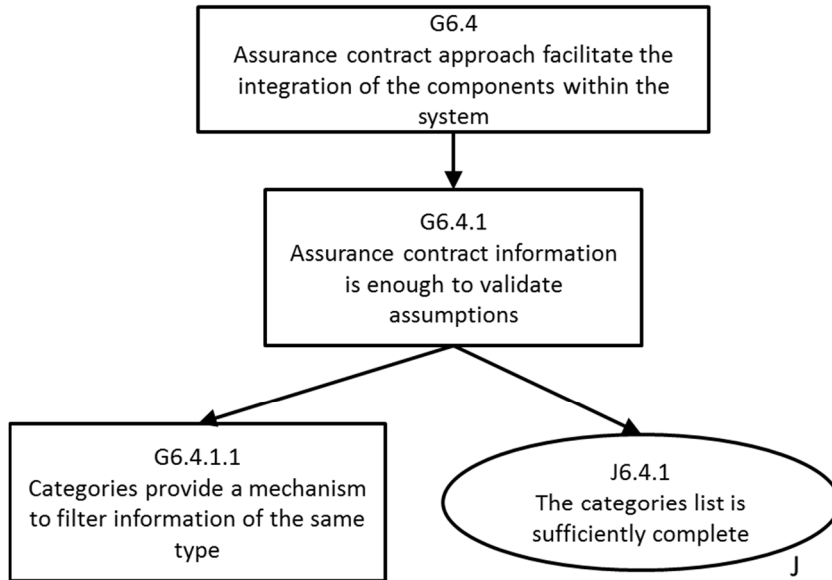 G6.4
Assurance contract approach facilitate the
integration of the components within the
system
G6.4.1
Assurance contract information
is enough to validate
assumptions
G6.4.1.1
Categories provide a mechanism
to filter information of the same
type
J6.4.1
The categories list is
sufficiently complete
J